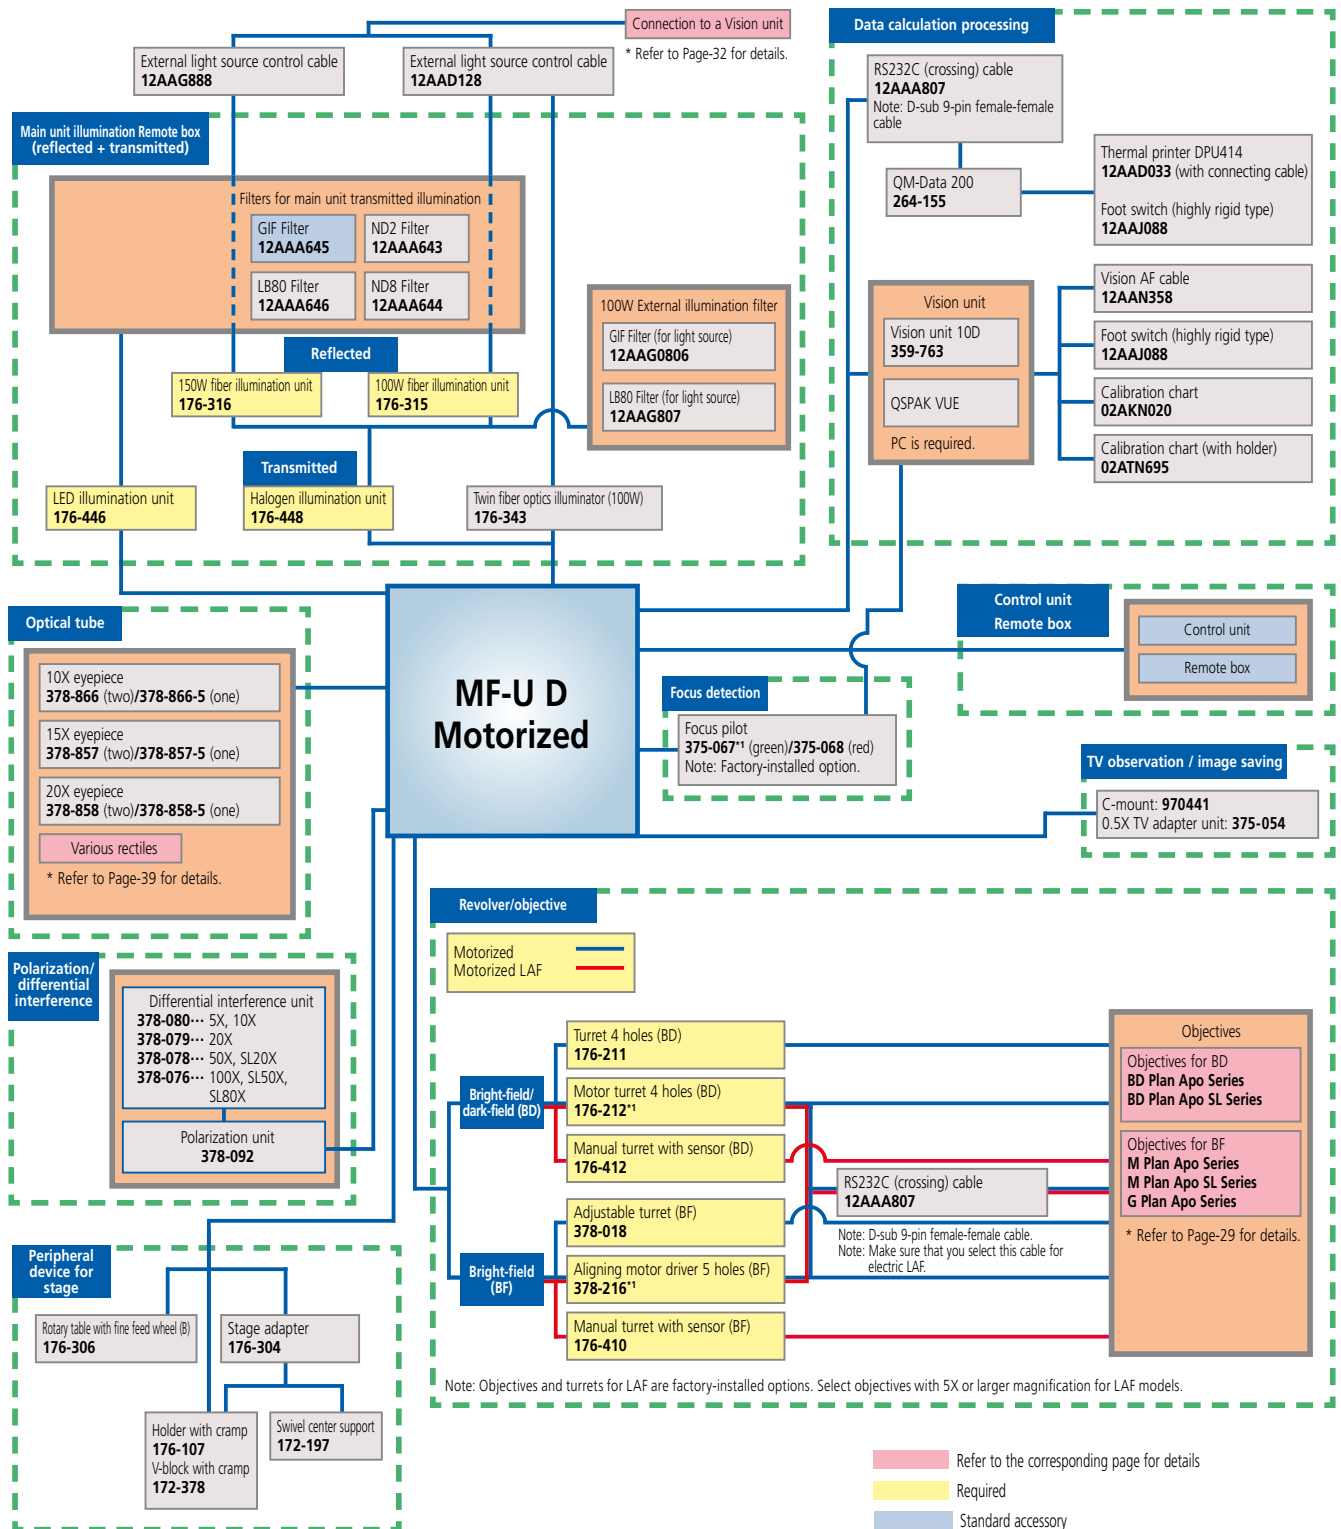 Connection to a Vision unit
* Refer to Page-32 for details.
External light source control cable
12AAG888
External light source control cable
12AAD128
Main unit illumination Remote box
(reflected + transmitted)
Filters for main unit transmitted illumination
GIF Filter
12AAA645
ND2 Filter
12AAA643
LB80 Filter
12AAA646
ND8 Filter
12AAA644
Reflected
150W fiber illumination unit
176-316
100W fiber illumination unit
176-315
100W External illumination filter
GIF Filter (for light source)
12AAG0806
LB80 Filter (for light source)
12AAG807
Transmitted
LED illumination unit
176-446
Halogen illumination unit
176-448
Twin fiber optics illuminator (100W)
176-343
Data calculation processing
RS232C (crossing) cable
12AAA807
Note: D-sub 9-pin female-female
cable
QM-Data 200
264-155
Thermal printer DPU414
12AAD033 (with connecting cable)
Foot switch (highly rigid type)
12AAJ088
Vision unit
Vision unit 10D
359-763
QSPAK VUE
PC is required.
Vision AF cable
12AAN358
Foot switch (highly rigid type)
12AAJ088
Calibration chart
02AKN020
Calibration chart (with holder)
02ATN695
MF-U D
Motorized
Control unit
Remote box
Control unit
Remote box
Optical tube
10X eyepiece
378-866 (two)/378-866-5 (one)
15X eyepiece
378-857 (two)/378-857-5 (one)
20X eyepiece
378-858 (two)/378-858-5 (one)
Various rectiles
* Refer to Page-39 for details.
Focus detection
Focus pilot
375-067*1 (green)/375-068 (red)
Note: Factory-installed option.
TV observation / image saving
C-mount: 970441
0.5X TV adapter unit: 375-054
Polarization/
differential
interference
Differential interference unit
378-080··· 5X, 10X
378-079··· 20X
378-078··· 50X, SL20X
378-076··· 100X, SL50X,
SL80X
Polarization unit
378-092
Revolver/objective
Motorized
Motorized LAF
Bright-field/
dark-field (BD)
Turret 4 holes (BD)
176-211
Motor turret 4 holes (BD)
176-212*1
Manual turret with sensor (BD)
176-412
Bright-field
(BF)
Adjustable turret (BF)
378-018
Aligning motor driver 5 holes (BF)
378-216*1
Manual turret with sensor (BF)
176-410
RS232C (crossing) cable
12AAA807
Note: D-sub 9-pin female-female cable.
Note: Make sure that you select this cable for
electric LAF.
Objectives
Objectives for BD
BD Plan Apo Series
BD Plan Apo SL Series
Objectives for BF
M Plan Apo Series
M Plan Apo SL Series
G Plan Apo Series
* Refer to Page-29 for details.
Note: Objectives and turrets for LAF are factory-installed options. Select objectives with 5X or larger magnification for LAF models.
Peripheral
device for
stage
Rotary table with fine feed wheel (B)
176-306
Stage adapter
176-304
Holder with cramp
176-107
V-block with cramp
172-378
Swivel center support
172-197
Refer to the corresponding page for details
Required
Standard accessory